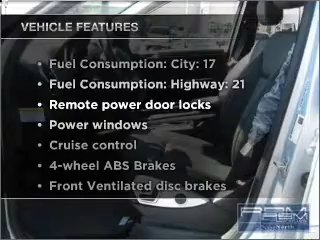 VEHICLE FEATURES
• Fuel Consumption: City: 17
• Fuel Consumption: Highway: 21
• Remote power door locks
• Power windows
• Cruise control
• 4-wheel ABS Brakes
• Front Ventilated disc brakes